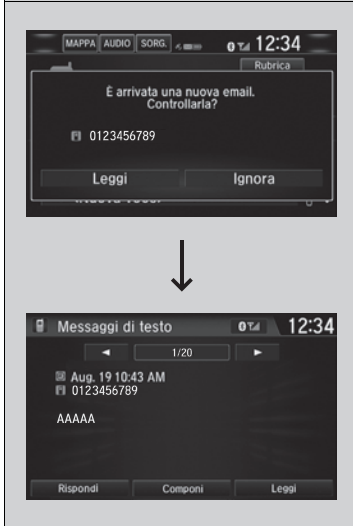 MAPPA AUDIO SORG. 12:34
Rubrica
È arrivata una nuova email.
Controllarla?
0123456789
Leggi Ignora
Messaggi di testo 12:34
1/20
Aug. 19 10:43 AM
0123456789
AAAAA
Rispondi Componi Leggi